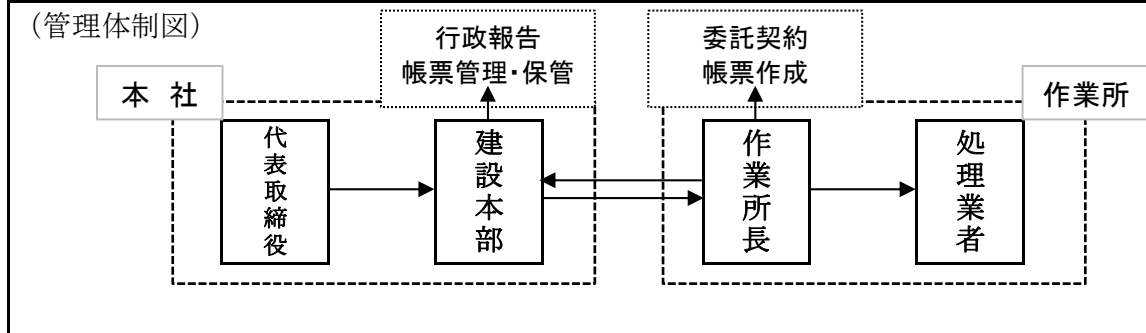 （管理体制図）
行政報告
帳票管理・保管
委託契約
帳票作成
本 社
作業所
代表取締役
建設本部
作業所長
処理業者